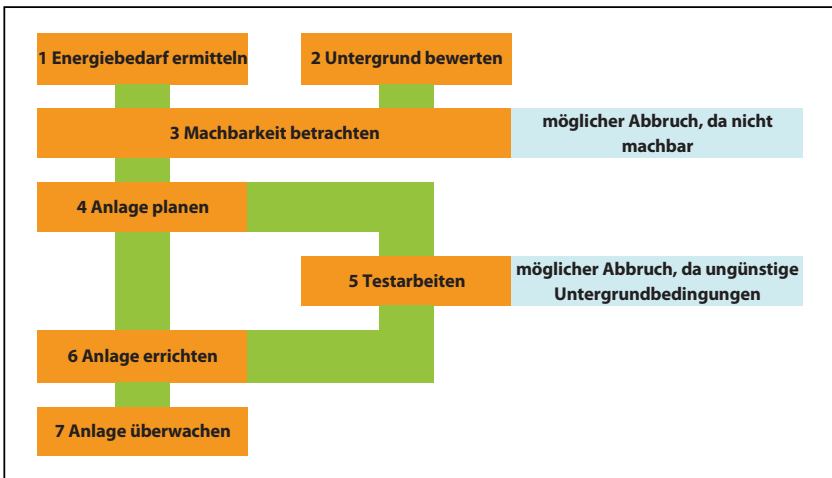 1 Energiebedarf ermitteln
2 Untergrund bewerten
3 Machbarkeit betrachten
möglicher Abbruch, da nicht
machbar
4 Anlage planen
5 Testarbeiten
möglicher Abbruch, da ungünstige
Untergrundbedingungen
6 Anlage errichten
7 Anlage überwachen